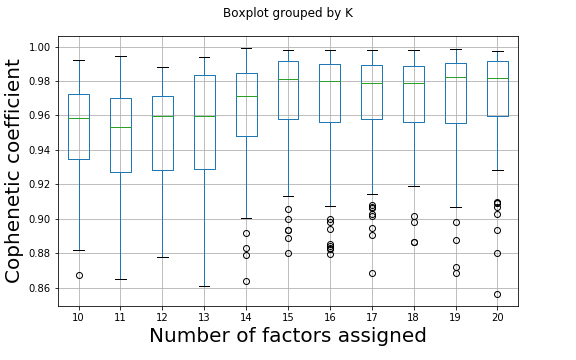 Boxplot grouped by K
Cophenetic coefficient
1.00
0.98
0.96
0.94
0.92
0.90
0.88
0.86
10 11 12 13 14 15 16 17 18 19 20
Number of factors assigned